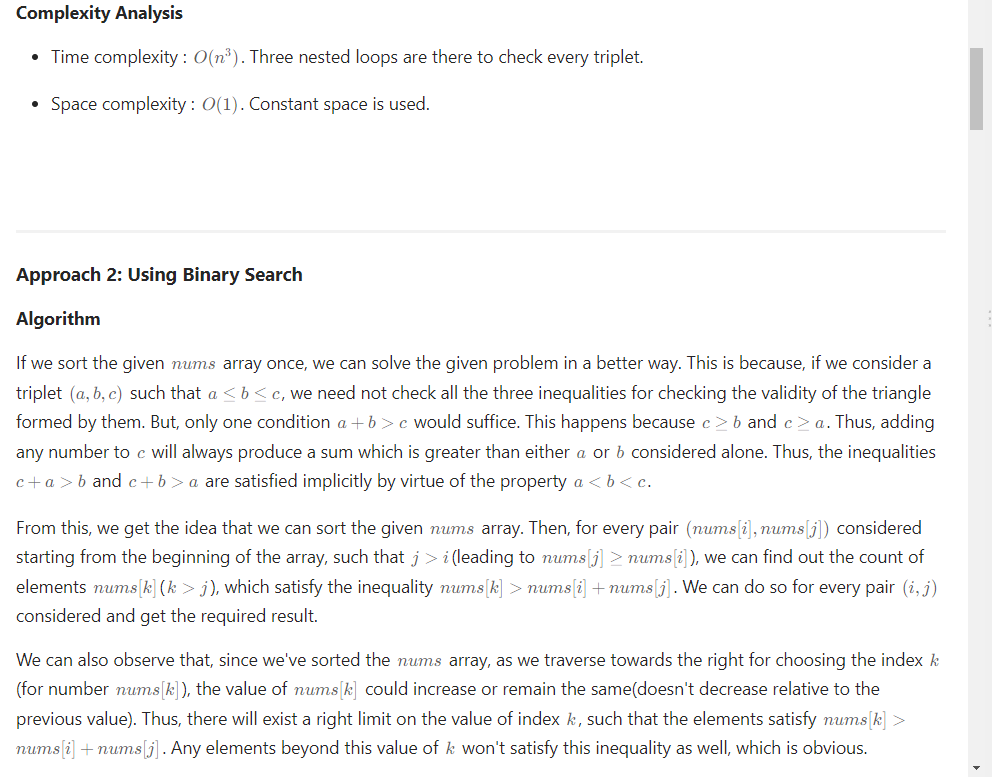 Complexity Analysis
• Time complexity : O(n³). Three nested loops are there to check every triplet.
• Space complexity : O(1). Constant space is used.
Approach 2: Using Binary Search
Algorithm
If we sort the given nums array once, we can solve the given problem in a better way. This is because, if we consider a
triplet (a, b, c) such that a ≤ b ≤ c, we need not check all the three inequalities for checking the validity of the triangle
formed by them. But, only one condition a + b > c would suffice. This happens because c ≥ b and c ≥ a. Thus, adding
any number to c will always produce a sum which is greater than either a or b considered alone. Thus, the inequalities
c + a > b and c + b > a are satisfied implicitly by virtue of the property a < b < c.
From this, we get the idea that we can sort the given nums array. Then, for every pair (nums[i], nums[j]) considered
starting from the beginning of the array, such that j > i(leading to nums[j] ≥ nums[i]), we can find out the count of
elements nums[k](k > j), which satisfy the inequality nums[k] > nums[i] + nums[j]. We can do so for every pair (i, j)
considered and get the required result.
We can also observe that, since we've sorted the nums array, as we traverse towards the right for choosing the index k
(for number nums[k]), the value of nums[k] could increase or remain the same(doesn't decrease relative to the
previous value). Thus, there will exist a right limit on the value of index k, such that the elements satisfy nums[k] >
nums[i] + nums[j]. Any elements beyond this value of k won't satisfy this inequality as well, which is obvious.